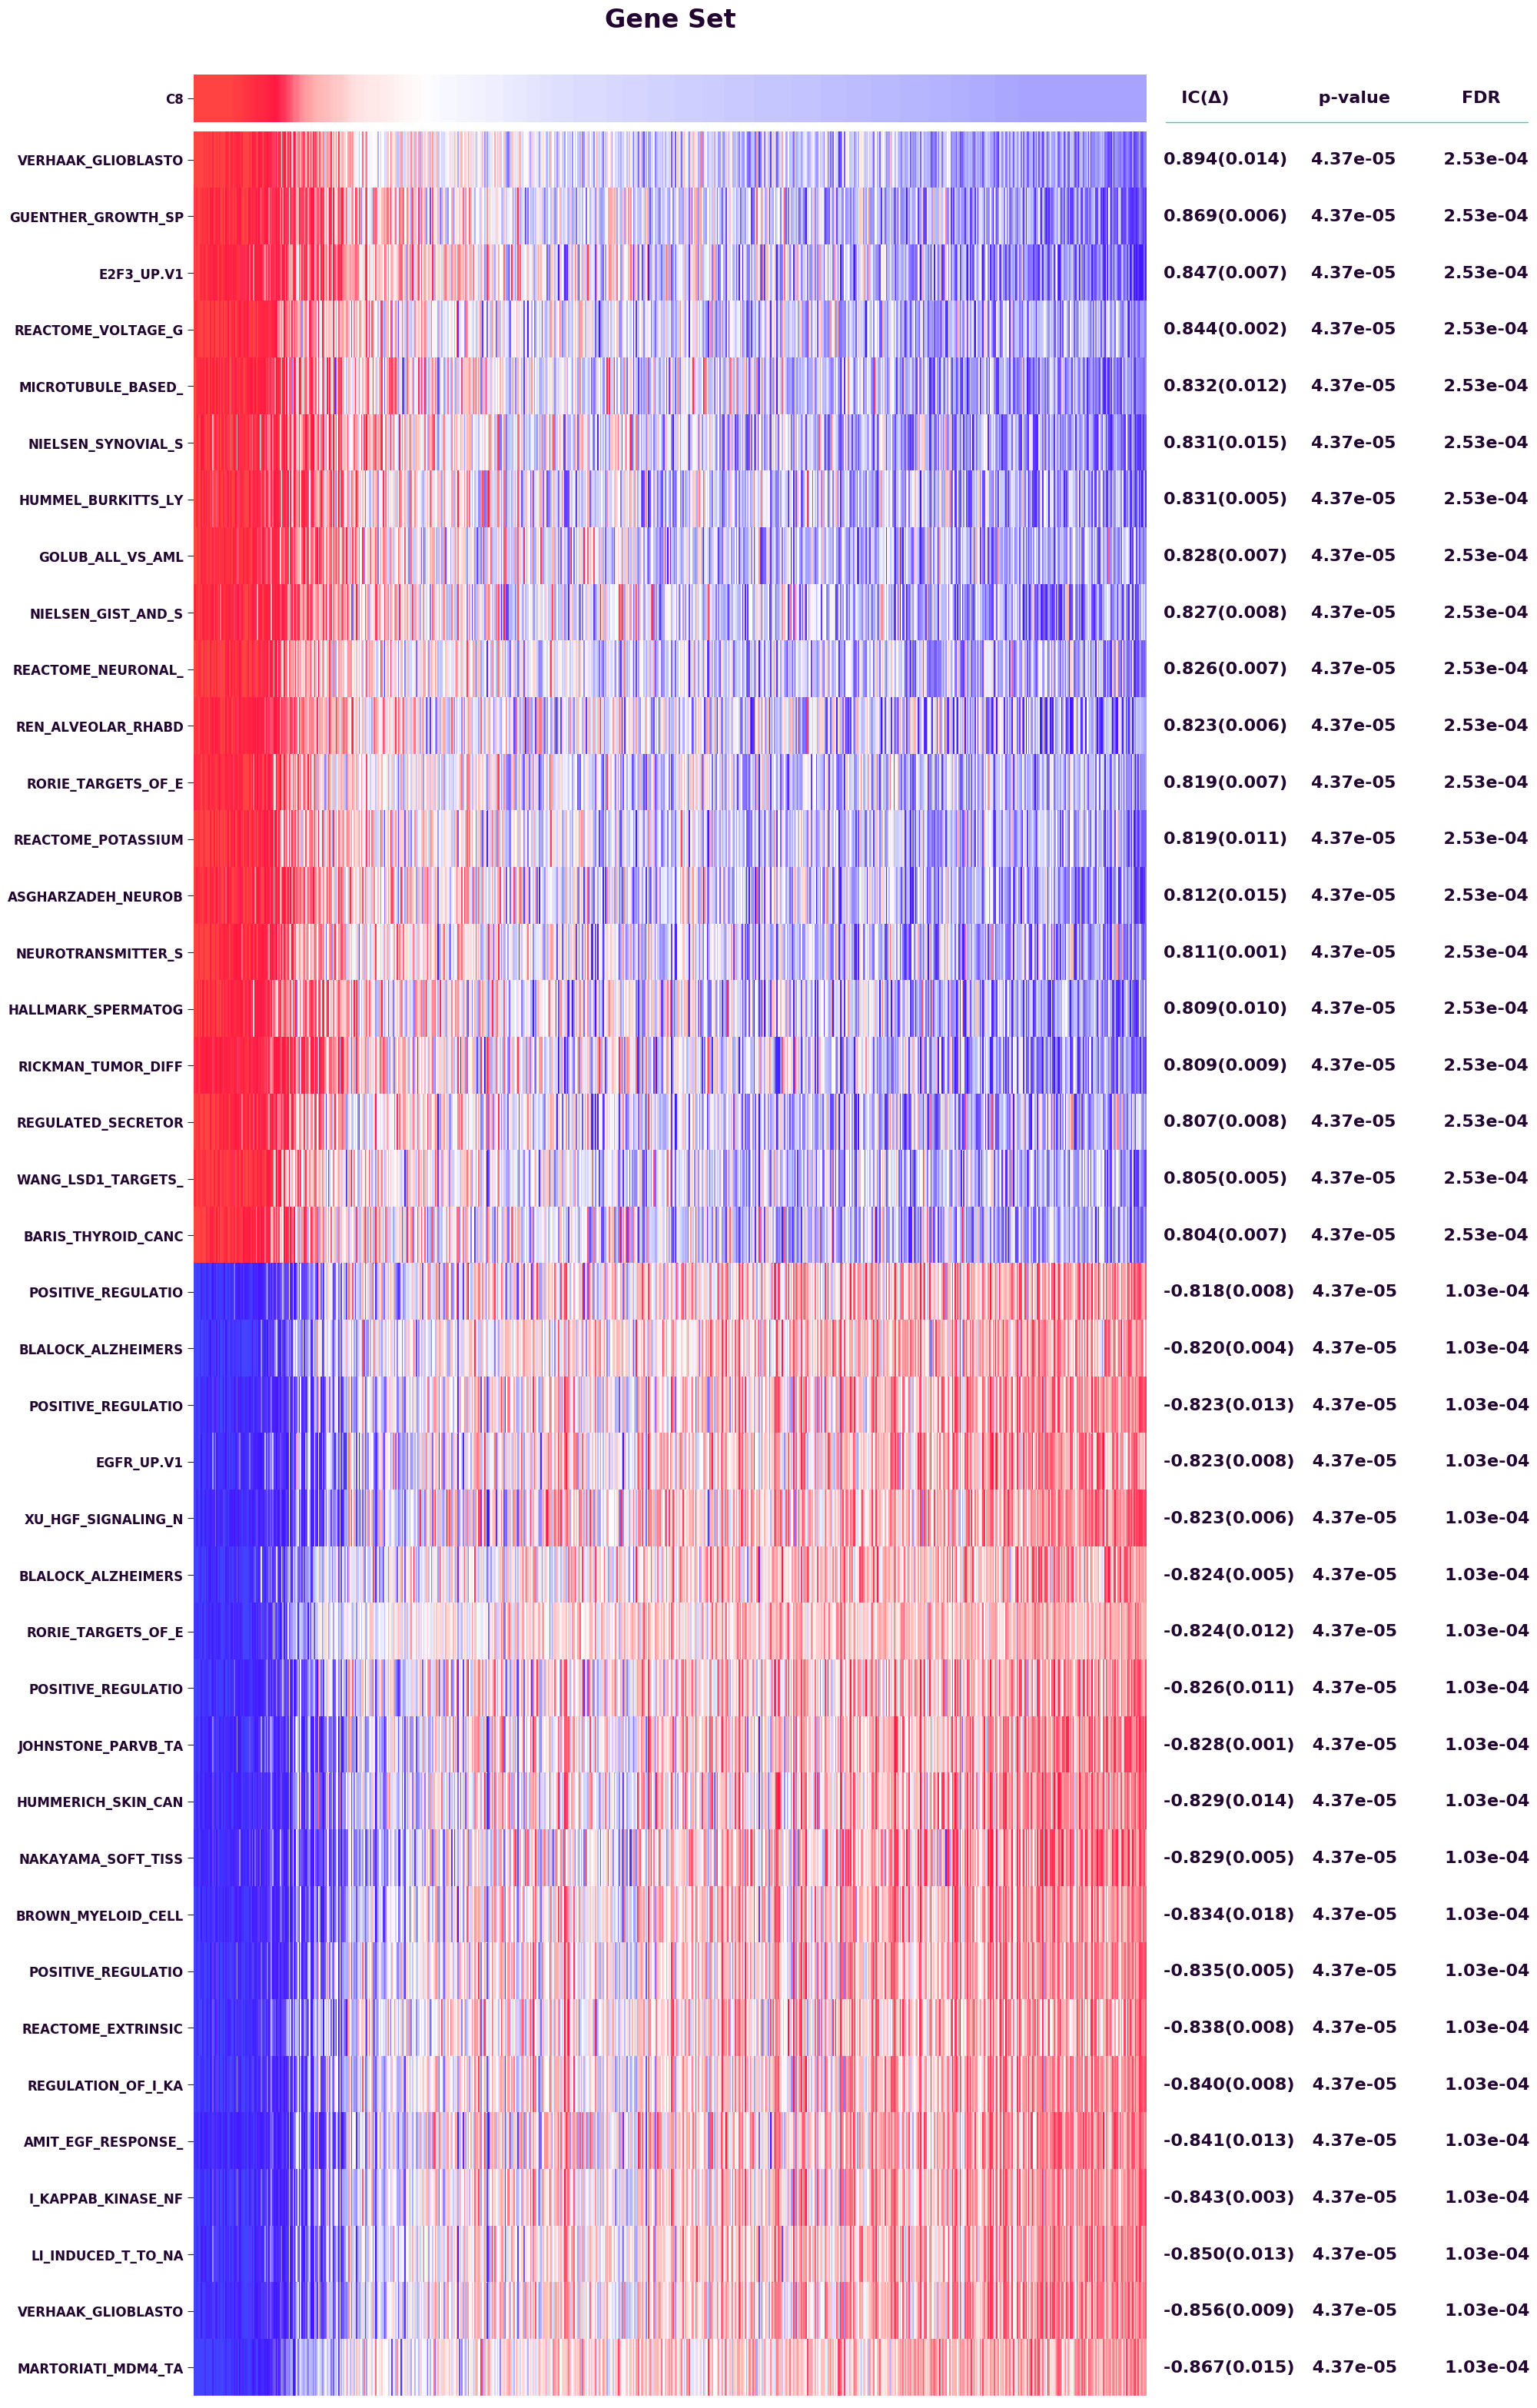 Gene Set
C8 IC(Δ) p-value FDR
VERHAAK_GLIOBLASTO 0.894(0.014) 4.37e-05 2.53e-04
GUENTHER_GROWTH_SP 0.869(0.006) 4.37e-05 2.53e-04
E2F3_UP.V1 0.847(0.007) 4.37e-05 2.53e-04
REACTOME_VOLTAGE_G 0.844(0.002) 4.37e-05 2.53e-04
MICROTUBULE_BASED_ 0.832(0.012) 4.37e-05 2.53e-04
NIELSEN_SYNOVIAL_S 0.831(0.015) 4.37e-05 2.53e-04
HUMMEL_BURKITTS_LY 0.831(0.005) 4.37e-05 2.53e-04
GOLUB_ALL_VS_AML 0.828(0.007) 4.37e-05 2.53e-04
NIELSEN_GIST_AND_S 0.827(0.008) 4.37e-05 2.53e-04
REACTOME_NEURONAL_ 0.826(0.007) 4.37e-05 2.53e-04
REN_ALVEOLAR_RHABD 0.823(0.006) 4.37e-05 2.53e-04
RORIE_TARGETS_OF_E 0.819(0.007) 4.37e-05 2.53e-04
REACTOME_POTASSIUM 0.819(0.011) 4.37e-05 2.53e-04
ASGHARZADEH_NEUROB 0.812(0.015) 4.37e-05 2.53e-04
NEUROTRANSMITTER_S 0.811(0.001) 4.37e-05 2.53e-04
HALLMARK_SPERMATOG 0.809(0.010) 4.37e-05 2.53e-04
RICKMAN_TUMOR_DIFF 0.809(0.009) 4.37e-05 2.53e-04
REGULATED_SECRETOR 0.807(0.008) 4.37e-05 2.53e-04
WANG_LSD1_TARGETS_ 0.805(0.005) 4.37e-05 2.53e-04
BARIS_THYROID_CANC 0.804(0.007) 4.37e-05 2.53e-04
POSITIVE_REGULATIO -0.818(0.008) 4.37e-05 1.03e-04
BLALOCK_ALZHEIMERS -0.820(0.004) 4.37e-05 1.03e-04
POSITIVE_REGULATIO -0.823(0.013) 4.37e-05 1.03e-04
EGFR_UP.V1 -0.823(0.008) 4.37e-05 1.03e-04
XU_HGF_SIGNALING_N -0.823(0.006) 4.37e-05 1.03e-04
BLALOCK_ALZHEIMERS -0.824(0.005) 4.37e-05 1.03e-04
RORIE_TARGETS_OF_E -0.824(0.012) 4.37e-05 1.03e-04
POSITIVE_REGULATIO -0.826(0.011) 4.37e-05 1.03e-04
JOHNSTONE_PARVB_TA -0.828(0.001) 4.37e-05 1.03e-04
HUMMERICH_SKIN_CAN -0.829(0.014) 4.37e-05 1.03e-04
NAKAYAMA_SOFT_TISS -0.829(0.005) 4.37e-05 1.03e-04
BROWN_MYELOID_CELL -0.834(0.018) 4.37e-05 1.03e-04
POSITIVE_REGULATIO -0.835(0.005) 4.37e-05 1.03e-04
REACTOME_EXTRINSIC -0.838(0.008) 4.37e-05 1.03e-04
REGULATION_OF_I_KA -0.840(0.008) 4.37e-05 1.03e-04
AMIT_EGF_RESPONSE_ -0.841(0.013) 4.37e-05 1.03e-04
I_KAPPAB_KINASE_NF -0.843(0.003) 4.37e-05 1.03e-04
LI_INDUCED_T_TO_NA -0.850(0.013) 4.37e-05 1.03e-04
VERHAAK_GLIOBLASTO -0.856(0.009) 4.37e-05 1.03e-04
MARTORIATI_MDM4_TA -0.867(0.015) 4.37e-05 1.03e-04